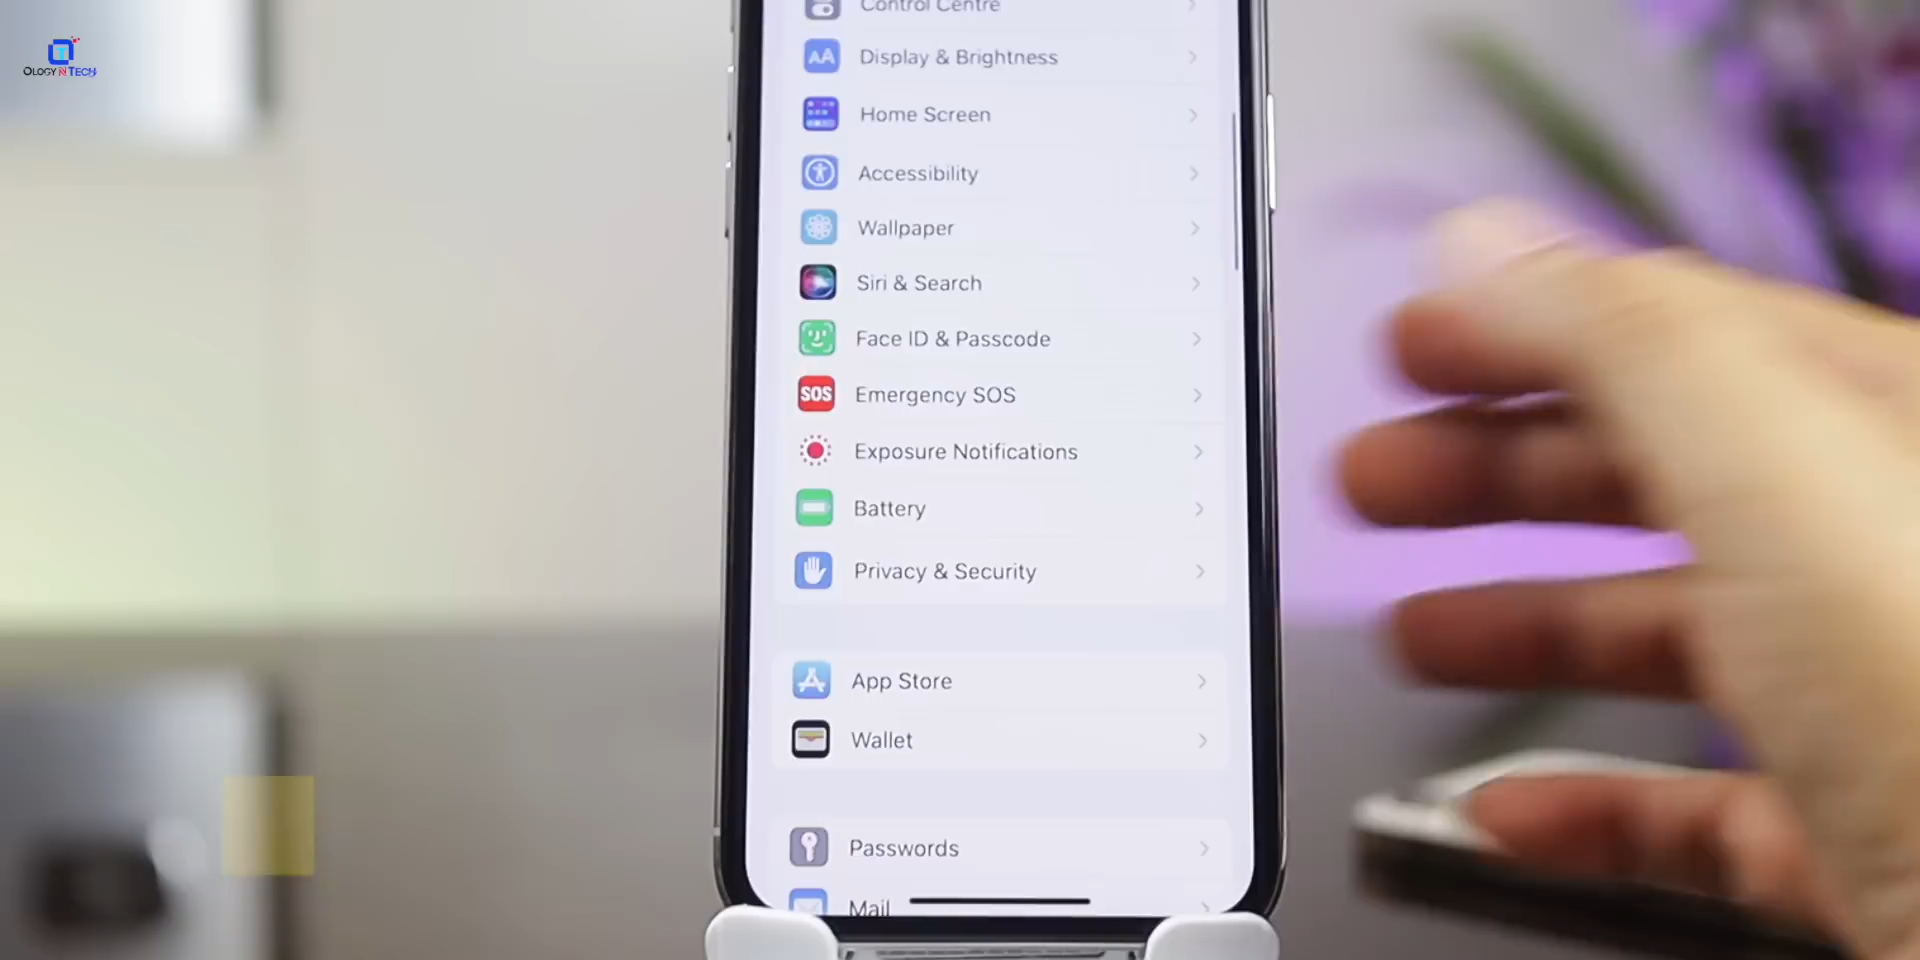 OLOGY N TECH
Control Centre
AA Display & Brightness
Home Screen
Accessibility
Wallpaper
Siri & Search
Face ID & Passcode
SOS Emergency SOS
Exposure Notifications
Battery
Privacy & Security
App Store
Wallet
Passwords
Mail